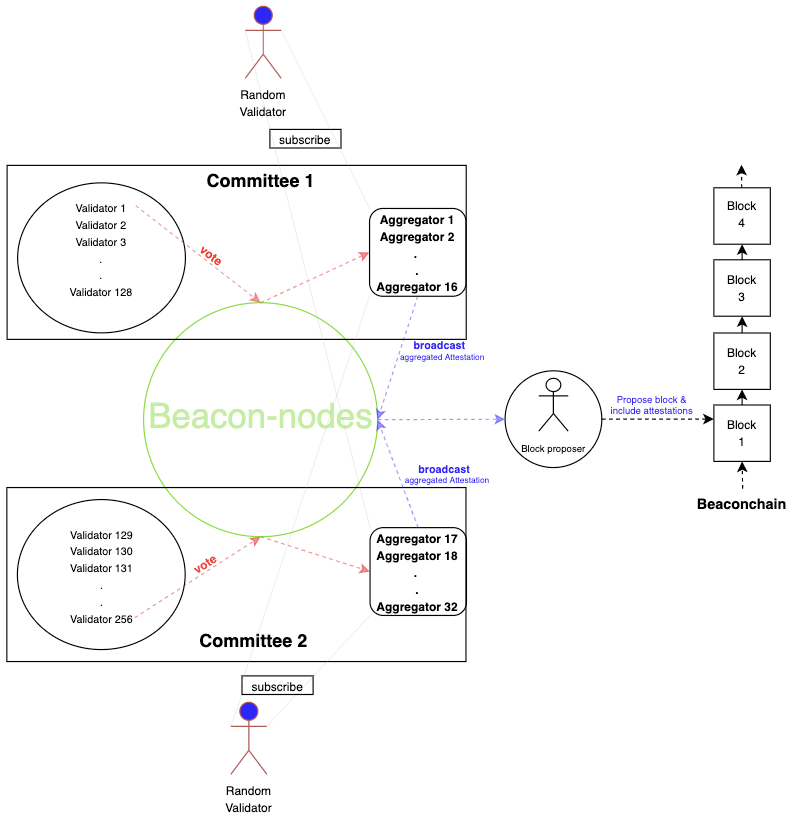 Random
Validator
subscribe
Committee 1
Validator 1
Validator 2
Validator 3
.
.
Validator 128
vote
Aggregator 1
Aggregator 2
.
.
Aggregator 16
broadcast
aggregated Attestation
Beacon-nodes
Block proposer
Propose block &
include attestations
Block
4
Block
3
Block
2
Block
1
Beaconchain
broadcast
aggregated Attestation
Validator 129
Validator 130
Validator 131
.
.
Validator 256
vote
Aggregator 17
Aggregator 18
.
.
Aggregator 32
Committee 2
subscribe
Random
Validator